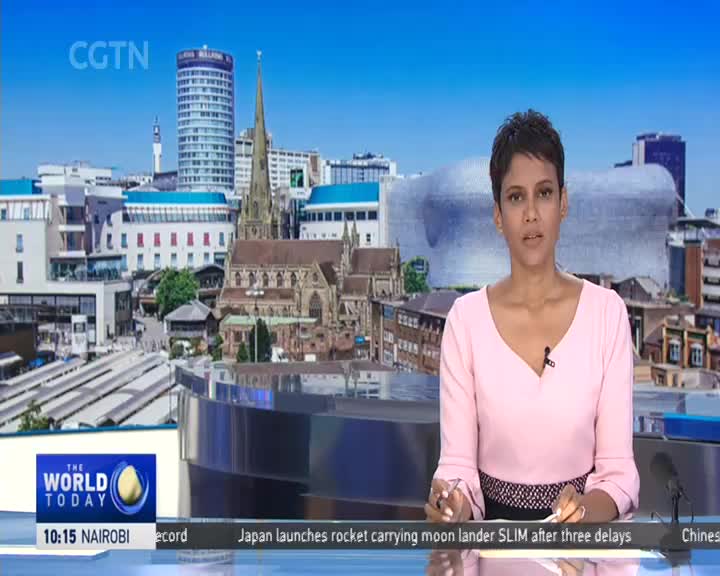 CGTN
THE
WORLD
TODAY
10:15 NAIROBI
ecord Japan launches rocket carrying moon lander SLIM after three delays Chines